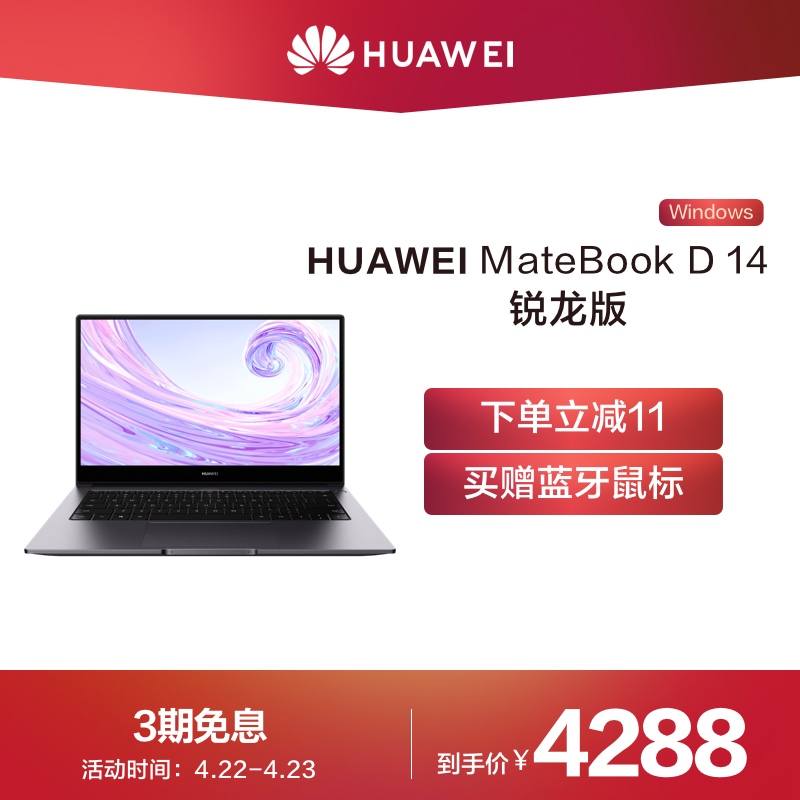 HUAWEI
Windows
HUAWEI MateBook D 14
锐龙版
HUAWEI
下单立减11
买赠蓝牙鼠标
3期免息
活动时间：4.22-4.23
到手价￥4288